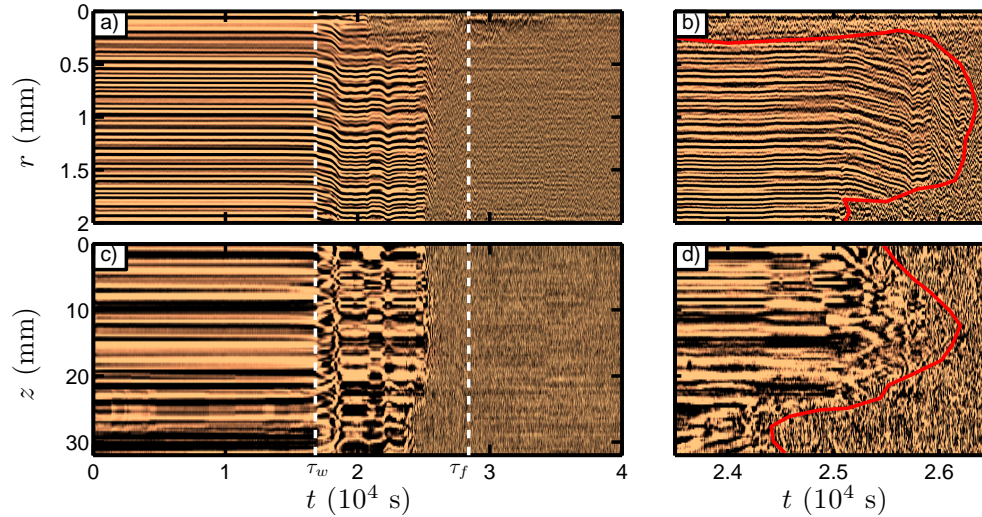 a)
b)
0
0.5
1
1.5
2
r (mm)
c)
d)
0
10
20
30
z (mm)
0 1 τw 2 τf 3 4
2.4 2.5 2.6
t (10⁴ s)
t (10⁴ s)